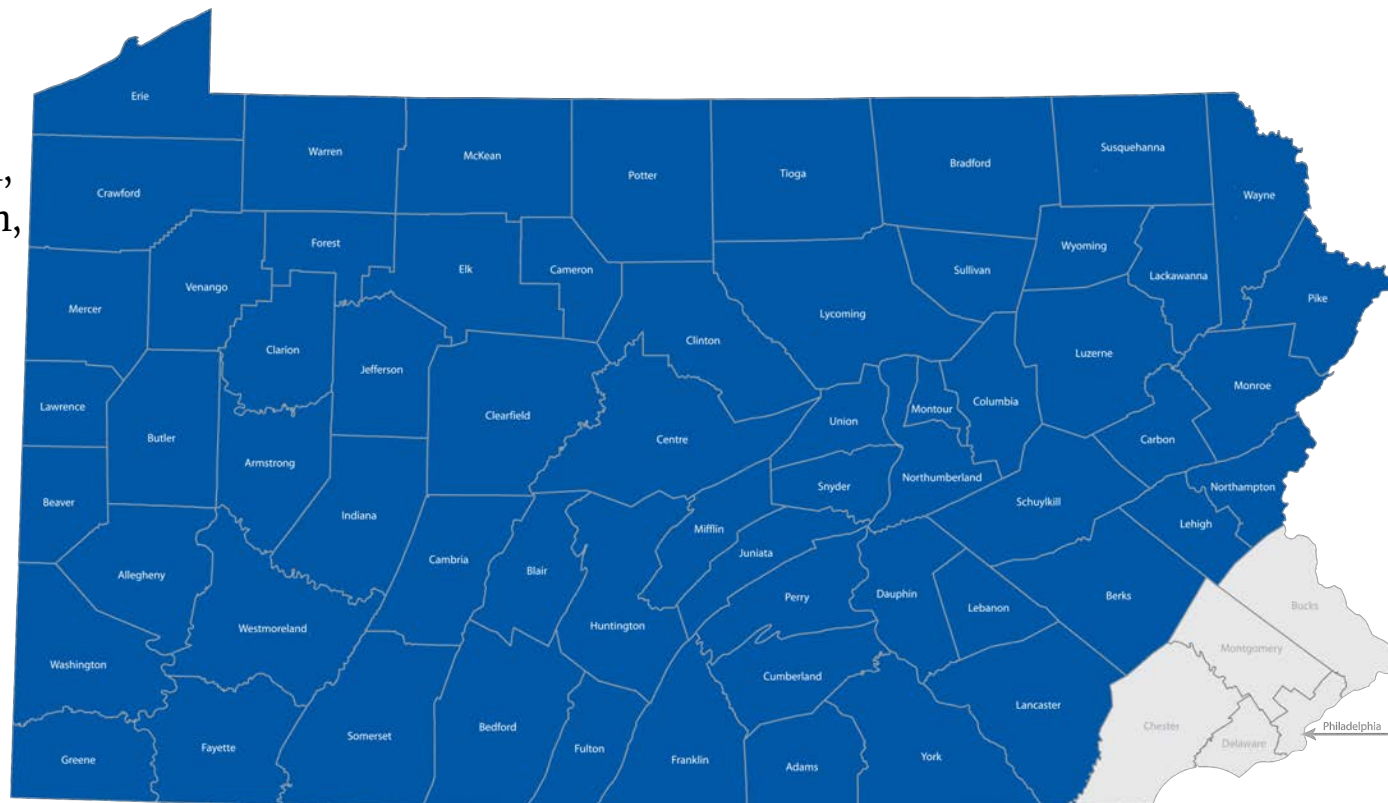 Erie
Warren
McKean
Potter
Tioga
Bradford
Susquehanna
Wayne
Crawford
Forest
Elk
Cameron
Sullivan
Wyoming
Lackawanna
Pike
Venango
Mercer
Clarion
Jefferson
Clinton
Lycoming
Luzerne
Monroe
Lawrence
Butler
Clearfield
Centre
Union
Montour
Columbia
Carbon
Armstrong
Beaver
Indiana
Snyder
Northumberland
Schuylkill
Northampton
Lehigh
Mifflin
Juniata
Allegheny
Cambria
Blair
Perry
Dauphin
Lebanon
Berks
Bucks
Westmoreland
Huntington
Montgomery
Washington
Cumberland
Lancaster
Chester
Philadelphia
Delaware
Greene
Fayette
Somerset
Bedford
Fulton
Franklin
Adams
York